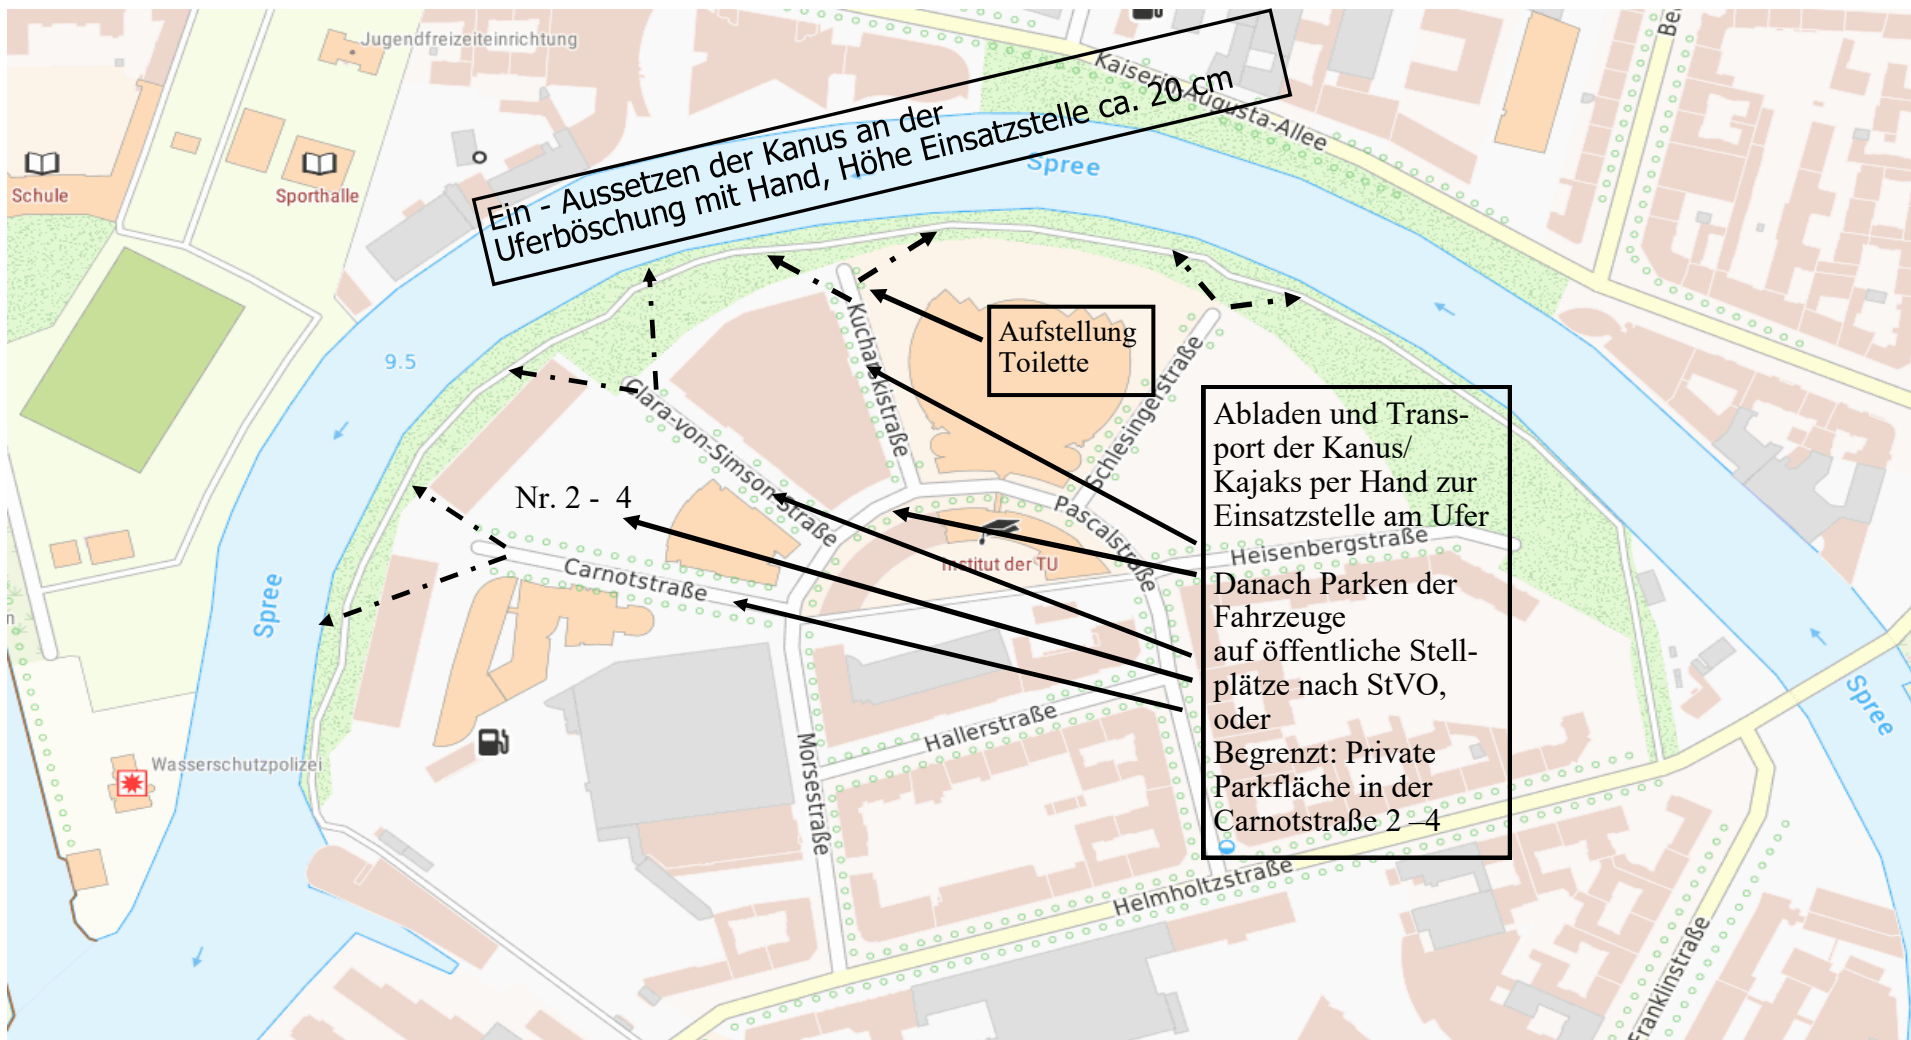 Jugendfreizeiteinrichtung
Schule
Sporthalle
Ein - Aussetzen der Kanus an der
Uferböschung mit Hand, Höhe Einsatzstelle ca. 20 cm
Kaiserin-Augusta-Allee
Be
Spree
9.5
Aufstellung
Toilette
Kucharskistraße
Schlesingerstraße
Clara-von-Simson-Straße
Nr. 2 - 4
Pascalstraße
Institut der TU
Heisenbergstraße
Carnotstraße
Abladen und Trans-
port der Kanus/
Kajaks per Hand zur
Einsatzstelle am Ufer
Danach Parken der
Fahrzeuge
auf öffentliche Stell-
plätze nach StVO,
oder
Begrenzt: Private
Parkfläche in der
Carnotstraße 2 –4
Spree
n
Spree
Hallerstraße
Morsestraße
Wasserschutzpolizei
Helmholtzstraße
Franklinstraße